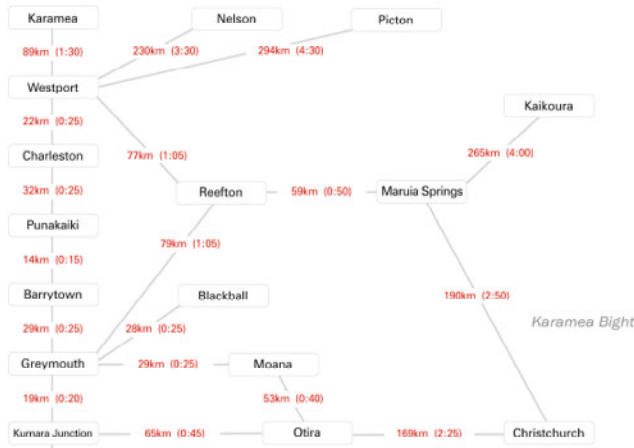 Karamea
Nelson
Picton
89km (1:30)
230km (3:30)
294km (4:30)
Westport
Kaikoura
22km (0:25)
Charleston
77km (1:05)
265km (4:00)
32km (0:25)
Reefton
59km (0:50)
Maruia Springs
Punakaiki
79km (1:05)
14km (0:15)
Barrytown
Blackball
190km (2:50)
29km (0:25)
28km (0:25)
Karamea Bight
Greymouth
29km (0:25)
Moana
19km (0:20)
53km (0:40)
Kumara Junction
65km (0:45)
Otira
169km (2:25)
Christchurch